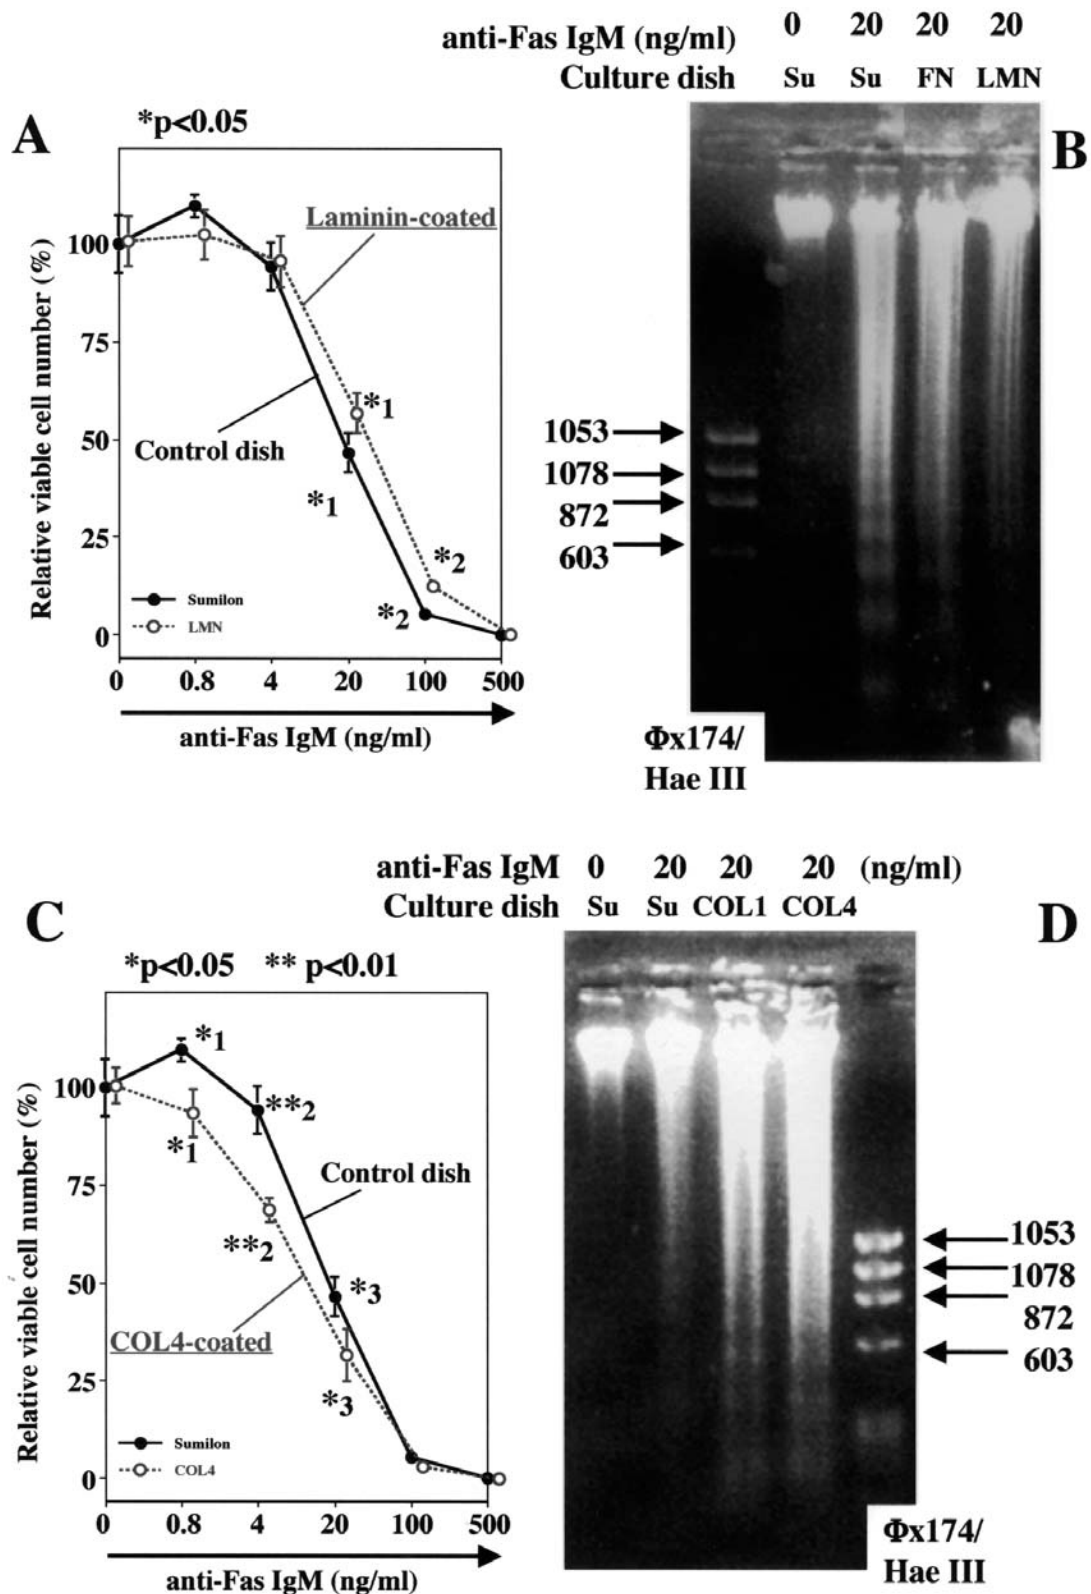 anti-Fas IgM (ng/ml) 0 20 20 20
Culture dish Su Su FN LMN
A
*p<0.05
B
Laminin-coated
Control dish
*1
*1
*2
*2
Sumilon
LMN
Relative viable cell number (%)
100
75
50
25
0
0 0.8 4 20 100 500
anti-Fas IgM (ng/ml)
1053
1078
872
603
Φx174/
Hae III
anti-Fas IgM 0 20 20 20 (ng/ml)
Culture dish Su Su COL1 COL4
C
*p<0.05 ** p<0.01
D
*1
**2
*1
Control dish
**2
*3
COL4-coated
*3
Sumilon
COL4
Relative viable cell number (%)
100
75
50
25
0
0 0.8 4 20 100 500
anti-Fas IgM (ng/ml)
1053
1078
872
603
Φx174/
Hae III